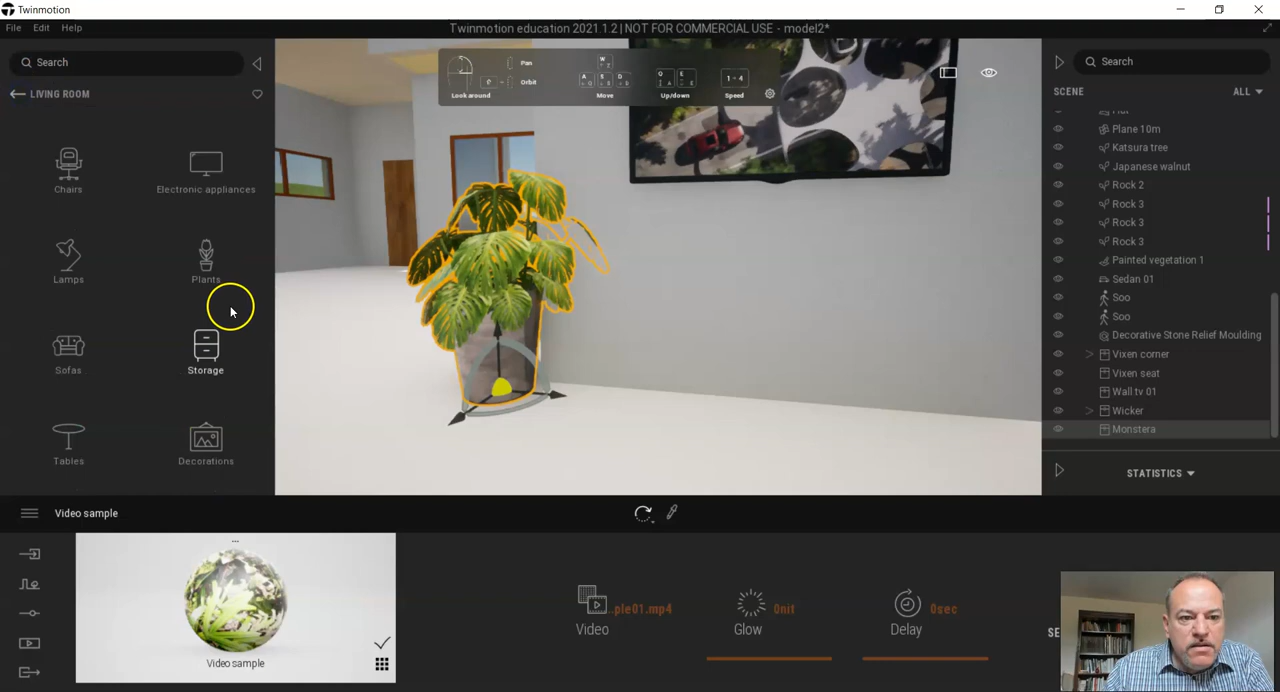 Twinmotion
File Edit Help
Twinmotion education 2021.1.2 | NOT FOR COMMERCIAL USE - model2*
Search
LIVING ROOM
Chairs
Electronic appliances
Lamps
Plants
Sofas
Storage
Tables
Decorations
Look around
Pan
Orbit
Move
Up/down
1 - 4
Speed
Search
SCENE ALL
Plane 10m
Katsura tree
Japanese walnut
Rock 2
Rock 3
Rock 3
Rock 3
Painted vegetation 1
Sedan 01
Soo
Soo
Decorative Stone Relief Moulding
Vixen corner
Vixen seat
Wall tv 01
Wicker
Monstera
STATISTICS
Video sample
...
Video sample
...ple01.mp4
Video
0nit
Glow
0sec
Delay
SE